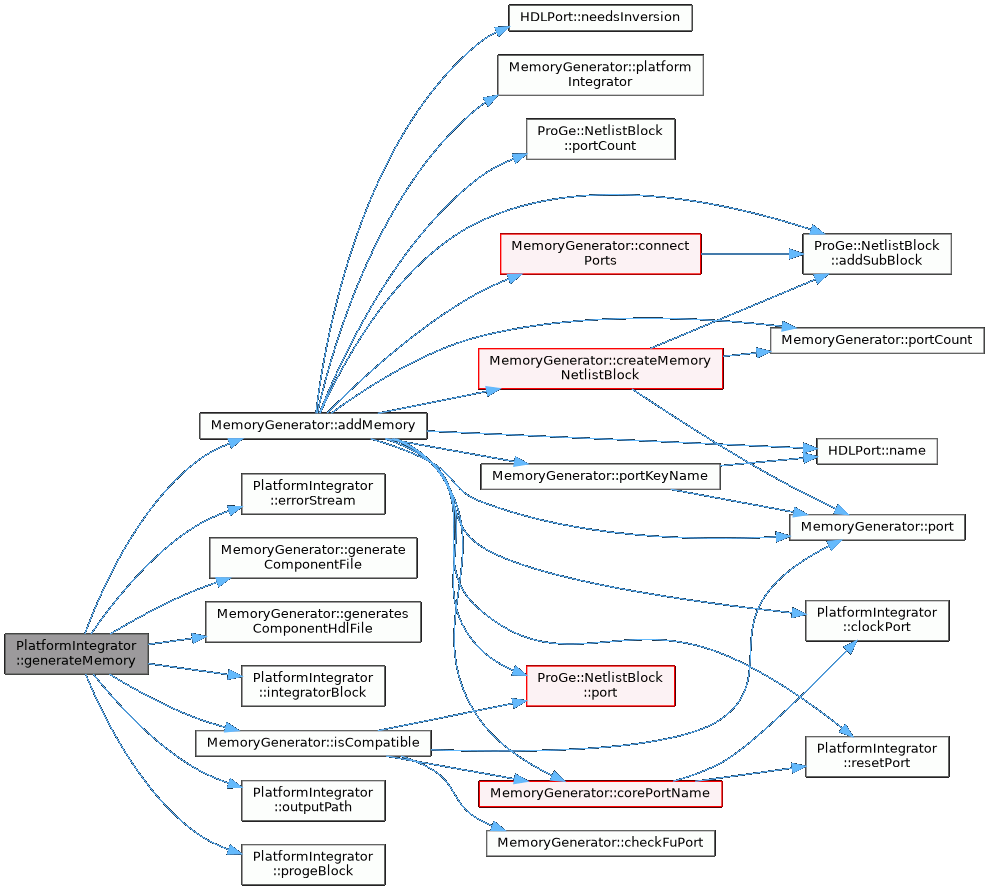 HDLPort::needsInversion
MemoryGenerator::platform
Integrator
ProGe::NetlistBlock
::portCount
MemoryGenerator::connect
Ports
ProGe::NetlistBlock
::addSubBlock
MemoryGenerator::portCount
MemoryGenerator::createMemory
NetlistBlock
MemoryGenerator::addMemory
HDLPort::name
MemoryGenerator::portKeyName
PlatformIntegrator
::errorStream
MemoryGenerator::port
MemoryGenerator::generate
ComponentFile
MemoryGenerator::generates
ComponentHdlFile
PlatformIntegrator
::clockPort
PlatformIntegrator
::generateMemory
PlatformIntegrator
::integratorBlock
ProGe::NetlistBlock
::port
MemoryGenerator::isCompatible
PlatformIntegrator
::resetPort
PlatformIntegrator
::outputPath
MemoryGenerator::corePortName
MemoryGenerator::checkFuPort
PlatformIntegrator
::progeBlock